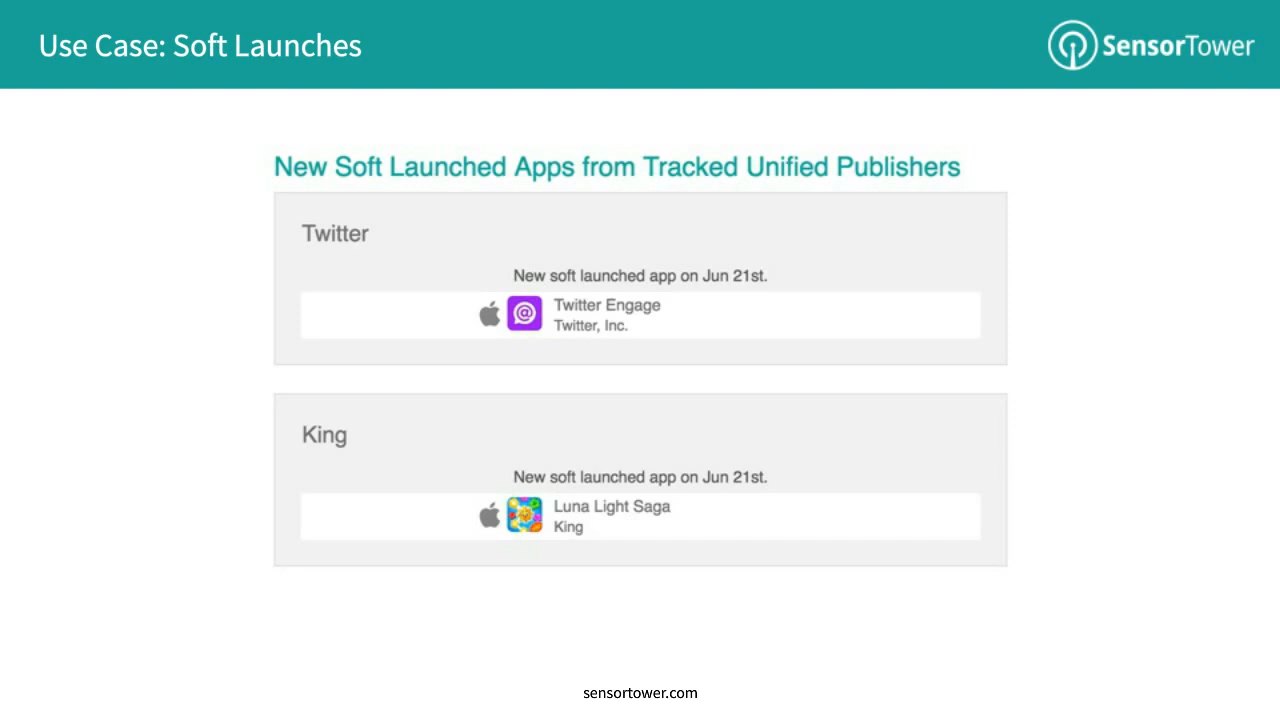 Use Case: Soft Launches
SensorTower
New Soft Launched Apps from Tracked Unified Publishers
Twitter
New soft launched app on Jun 21st.
Twitter Engage
Twitter, Inc.
King
New soft launched app on Jun 21st.
Luna Light Saga
King
sensortower.com